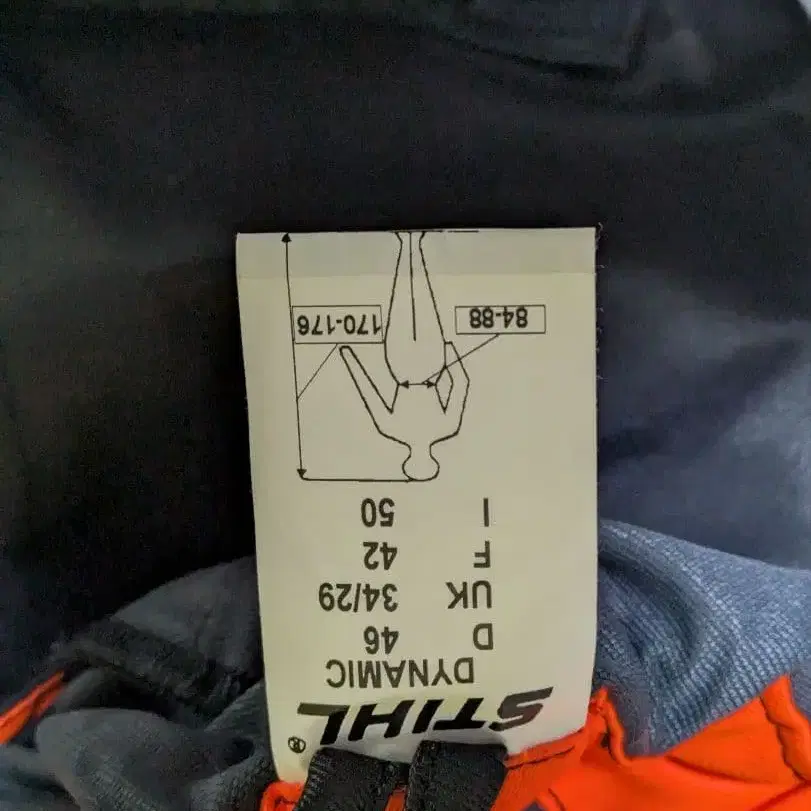 STIHL®
DYNAMIC
D 46
UK 34/29
F 42
I 50
84-88
170-176